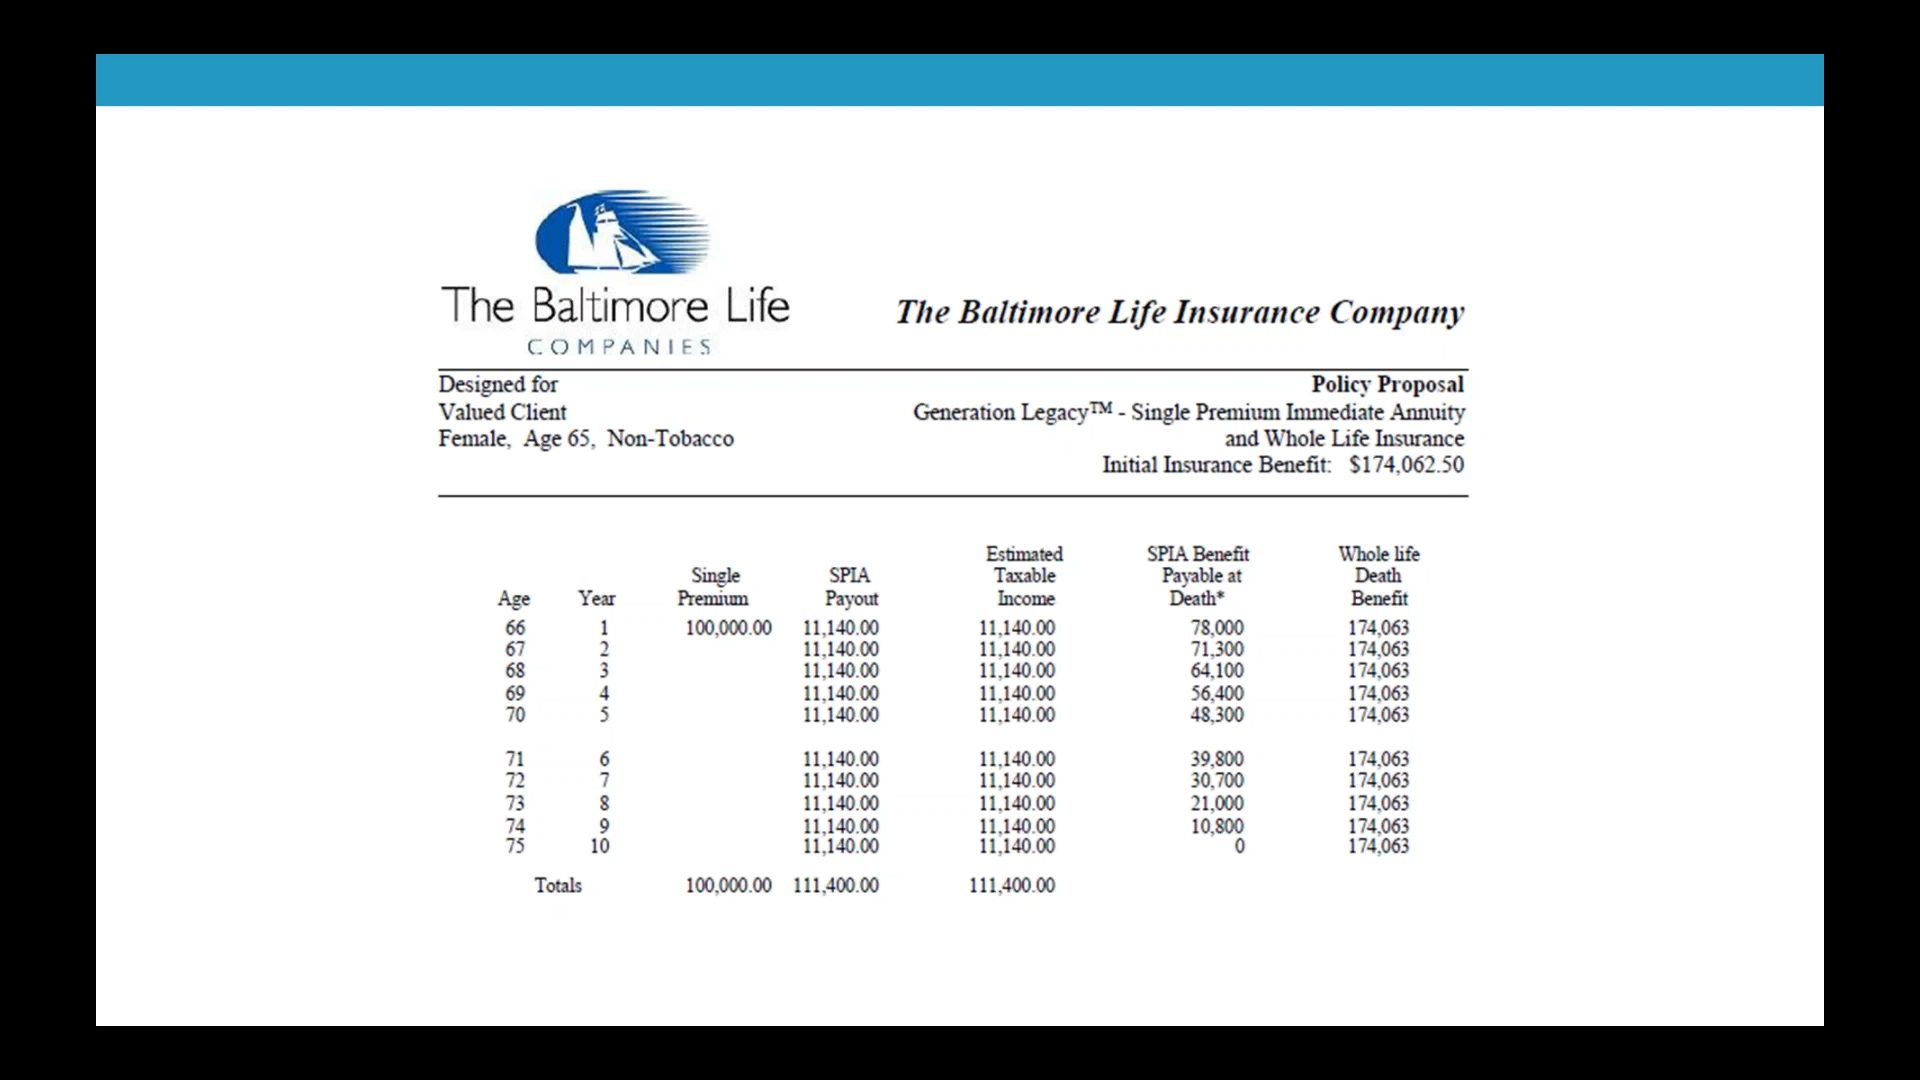 The Baltimore Life
COMPANIES
The Baltimore Life Insurance Company
Designed for
Valued Client
Female, Age 65, Non-Tobacco
Policy Proposal
Generation Legacy™ - Single Premium Immediate Annuity
and Whole Life Insurance
Initial Insurance Benefit: $174,062.50
Estimated SPIA Benefit Whole life
Single SPIA Taxable Payable at Death
Age Year Premium Payout Income Death* Benefit
66 1 100,000.00 11,140.00 11,140.00 78,000 174,063
67 2 11,140.00 11,140.00 71,300 174,063
68 3 11,140.00 11,140.00 64,100 174,063
69 4 11,140.00 11,140.00 56,400 174,063
70 5 11,140.00 11,140.00 48,300 174,063
71 6 11,140.00 11,140.00 39,800 174,063
72 7 11,140.00 11,140.00 30,700 174,063
73 8 11,140.00 11,140.00 21,000 174,063
74 9 11,140.00 11,140.00 10,800 174,063
75 10 11,140.00 11,140.00 0 174,063
Totals 100,000.00 111,400.00 111,400.00